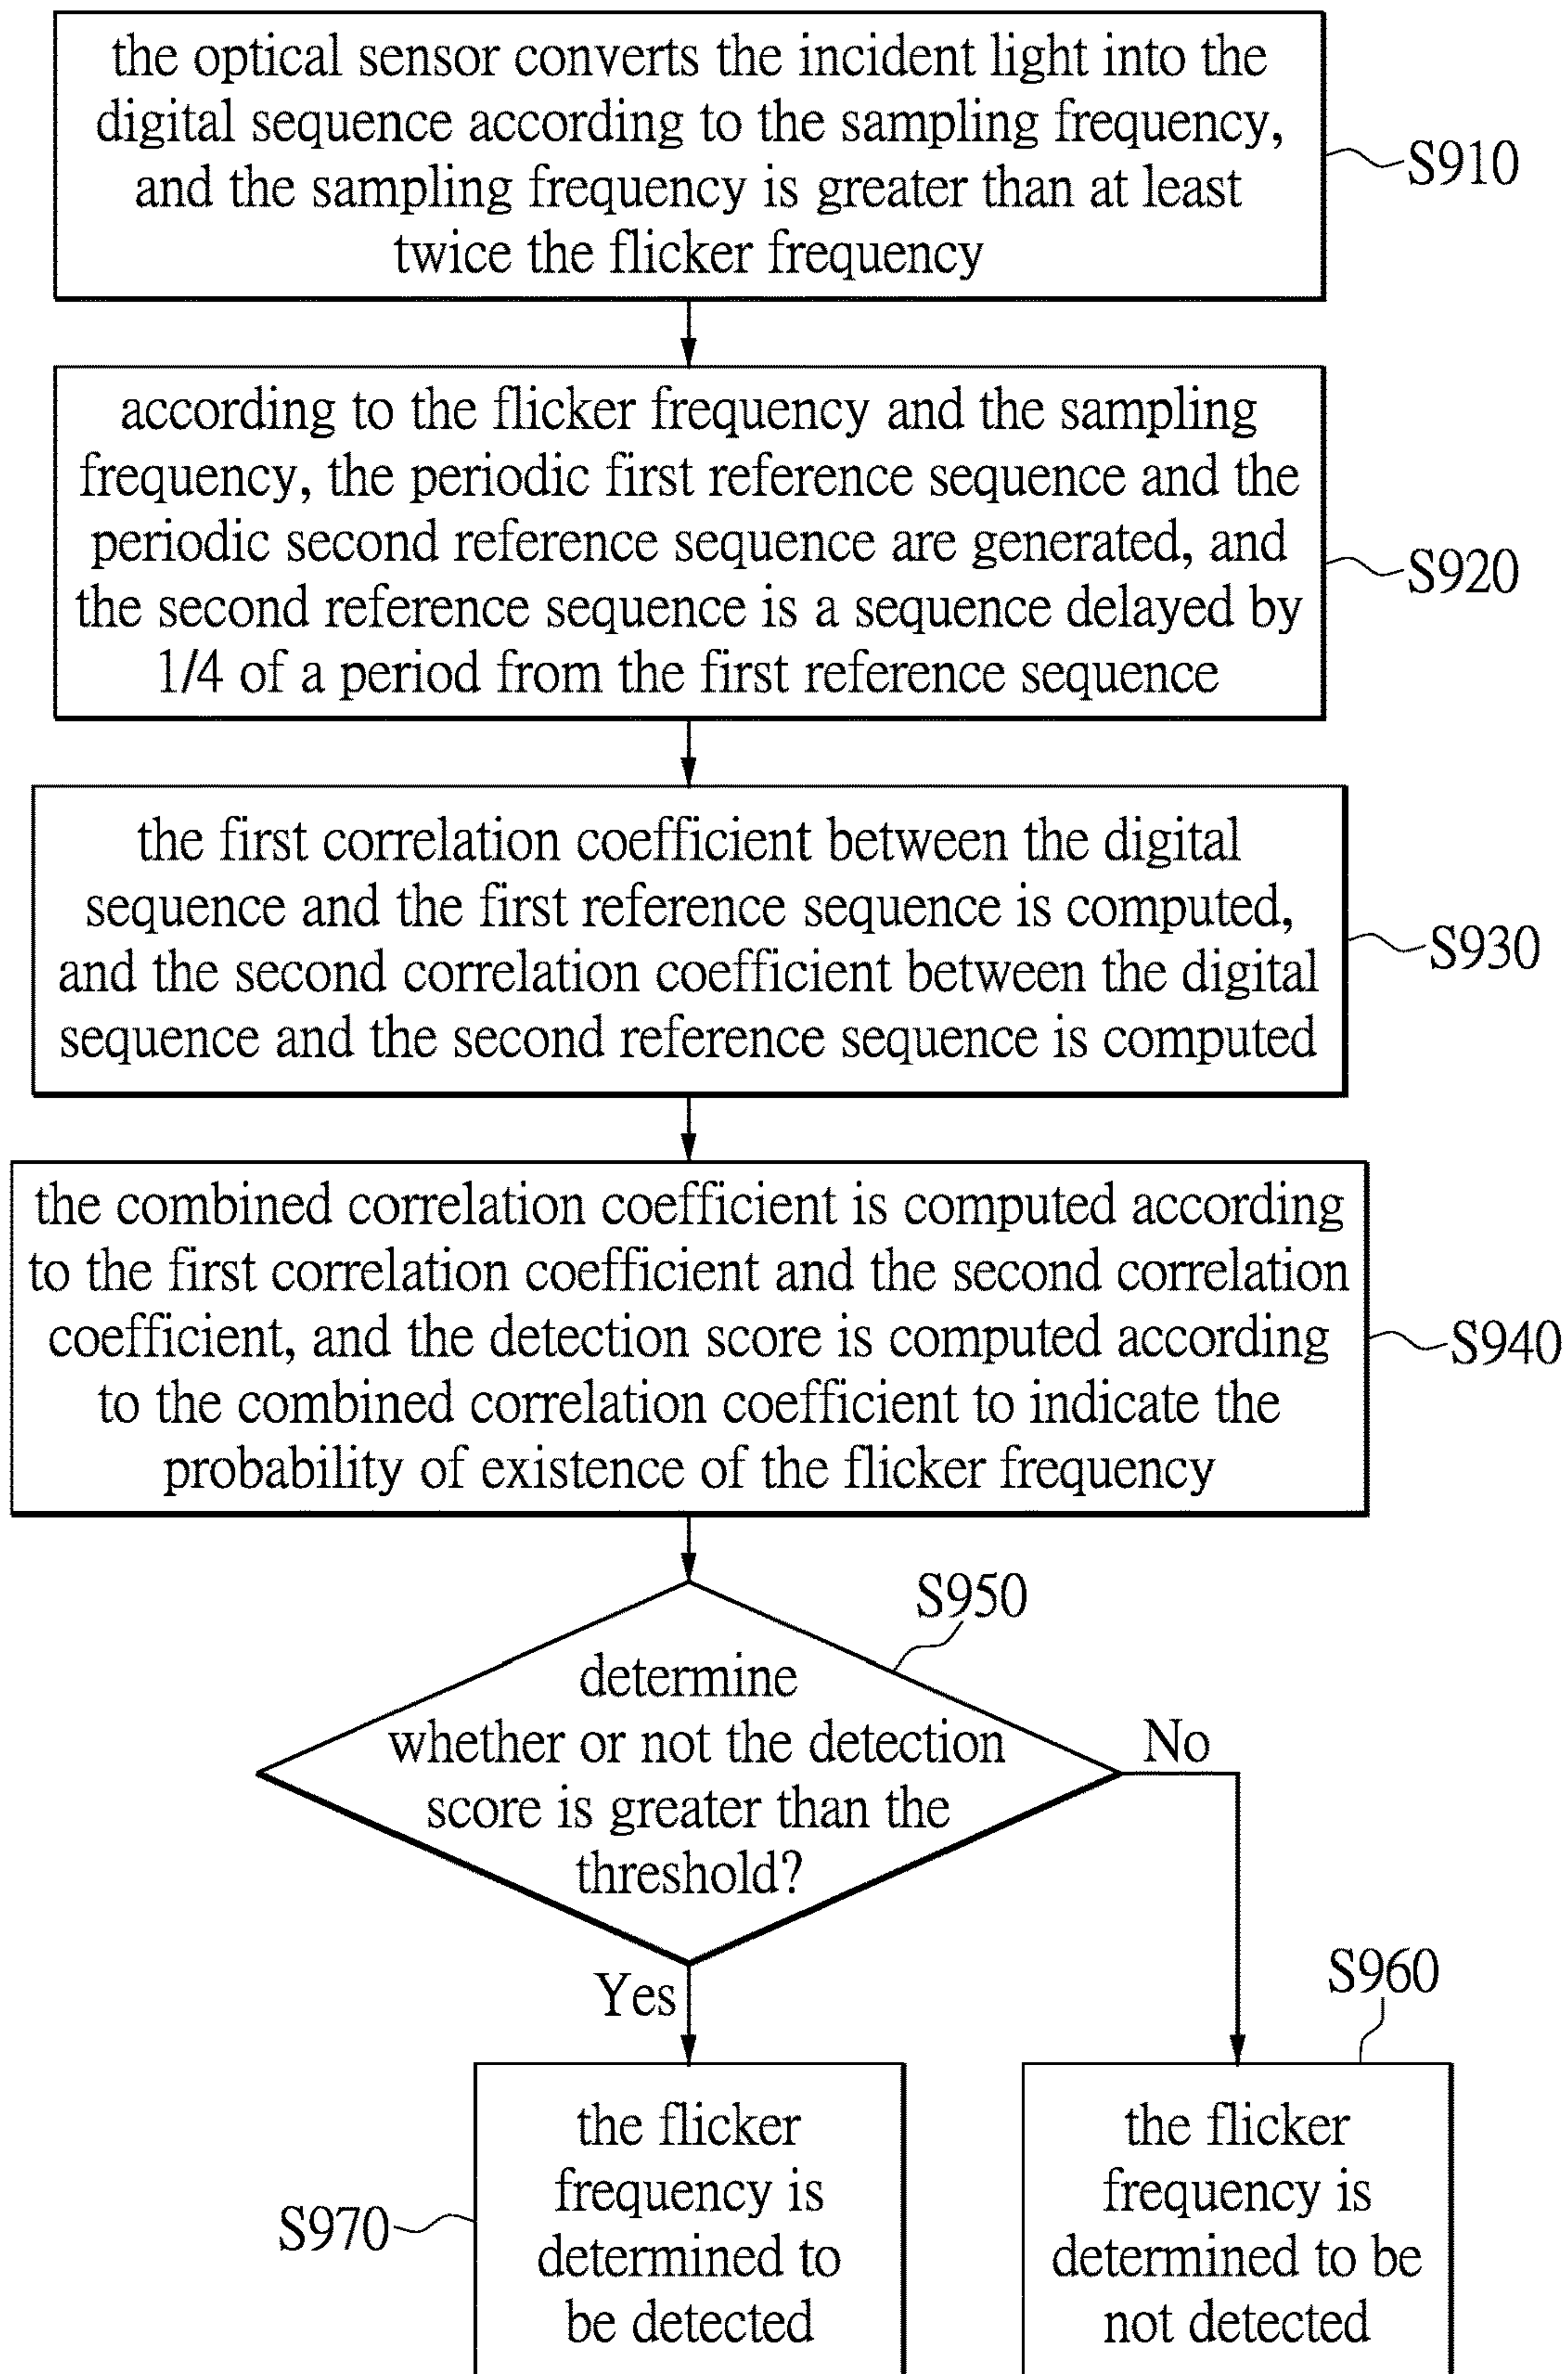 the optical sensor converts the incident light into the
digital sequence according to the sampling frequency,
and the sampling frequency is greater than at least
twice the flicker frequency
S910
according to the flicker frequency and the sampling
frequency, the periodic first reference sequence and the
periodic second reference sequence are generated, and
the second reference sequence is a sequence delayed by
1/4 of a period from the first reference sequence
S920
the first correlation coefficient between the digital
sequence and the first reference sequence is computed,
and the second correlation coefficient between the digital
sequence and the second reference sequence is computed
S930
the combined correlation coefficient is computed according
to the first correlation coefficient and the second correlation
coefficient, and the detection score is computed according
to the combined correlation coefficient to indicate the
probability of existence of the flicker frequency
S940
S950
determine
whether or not the detection
score is greater than the
threshold?
No
Yes
S960
S970
the flicker
frequency is
determined to
be detected
the flicker
frequency is
determined to be
not detected